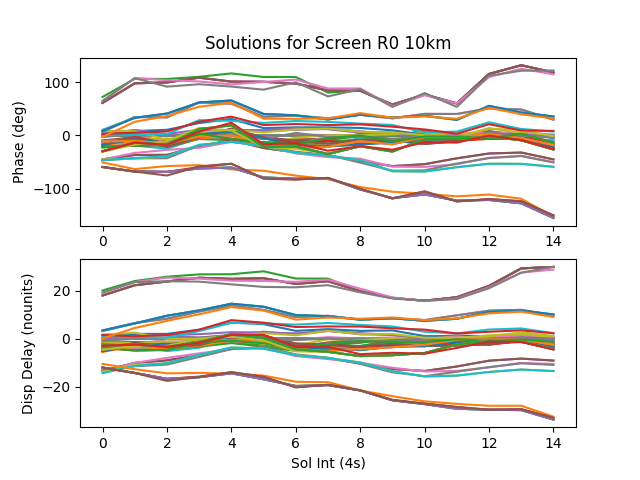 Solutions for Screen R0 10km
Phase (deg)
100
0
−100
0 2 4 6 8 10 12 14
Disp Delay (nounits)
20
0
−20
0 2 4 6 8 10 12 14
Sol Int (4s)